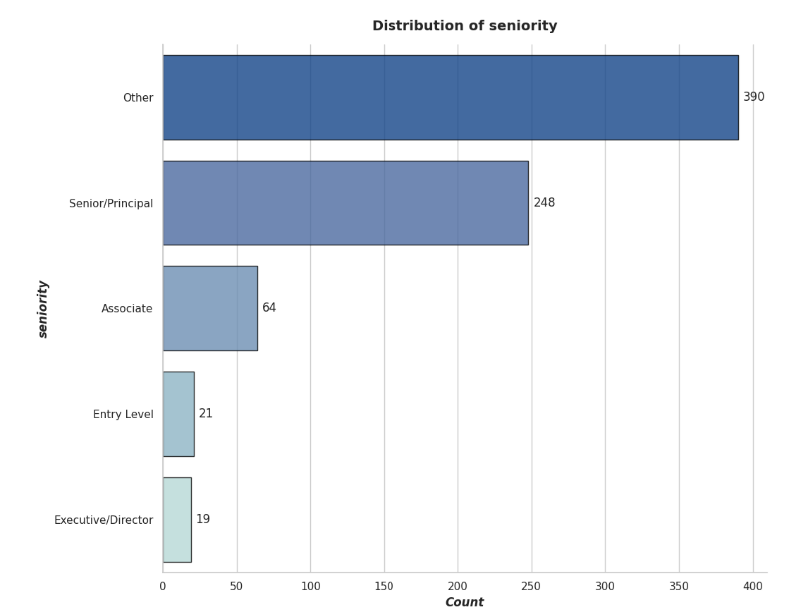 Distribution of seniority
Other
390
Senior/Principal
248
seniority
Associate
64
Entry Level
21
Executive/Director
19
0 50 100 150 200 250 300 350 400
Count